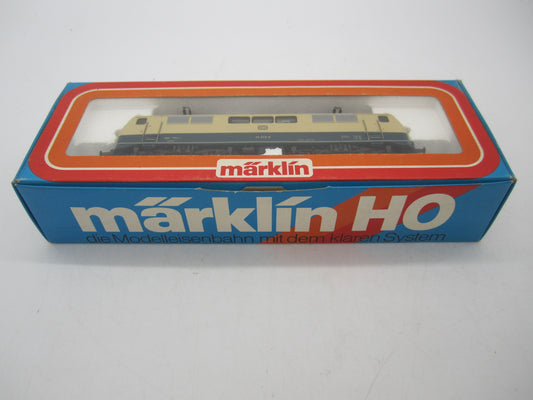 märklin
märklin HO
die Modelleisenbahn mit dem klaren System